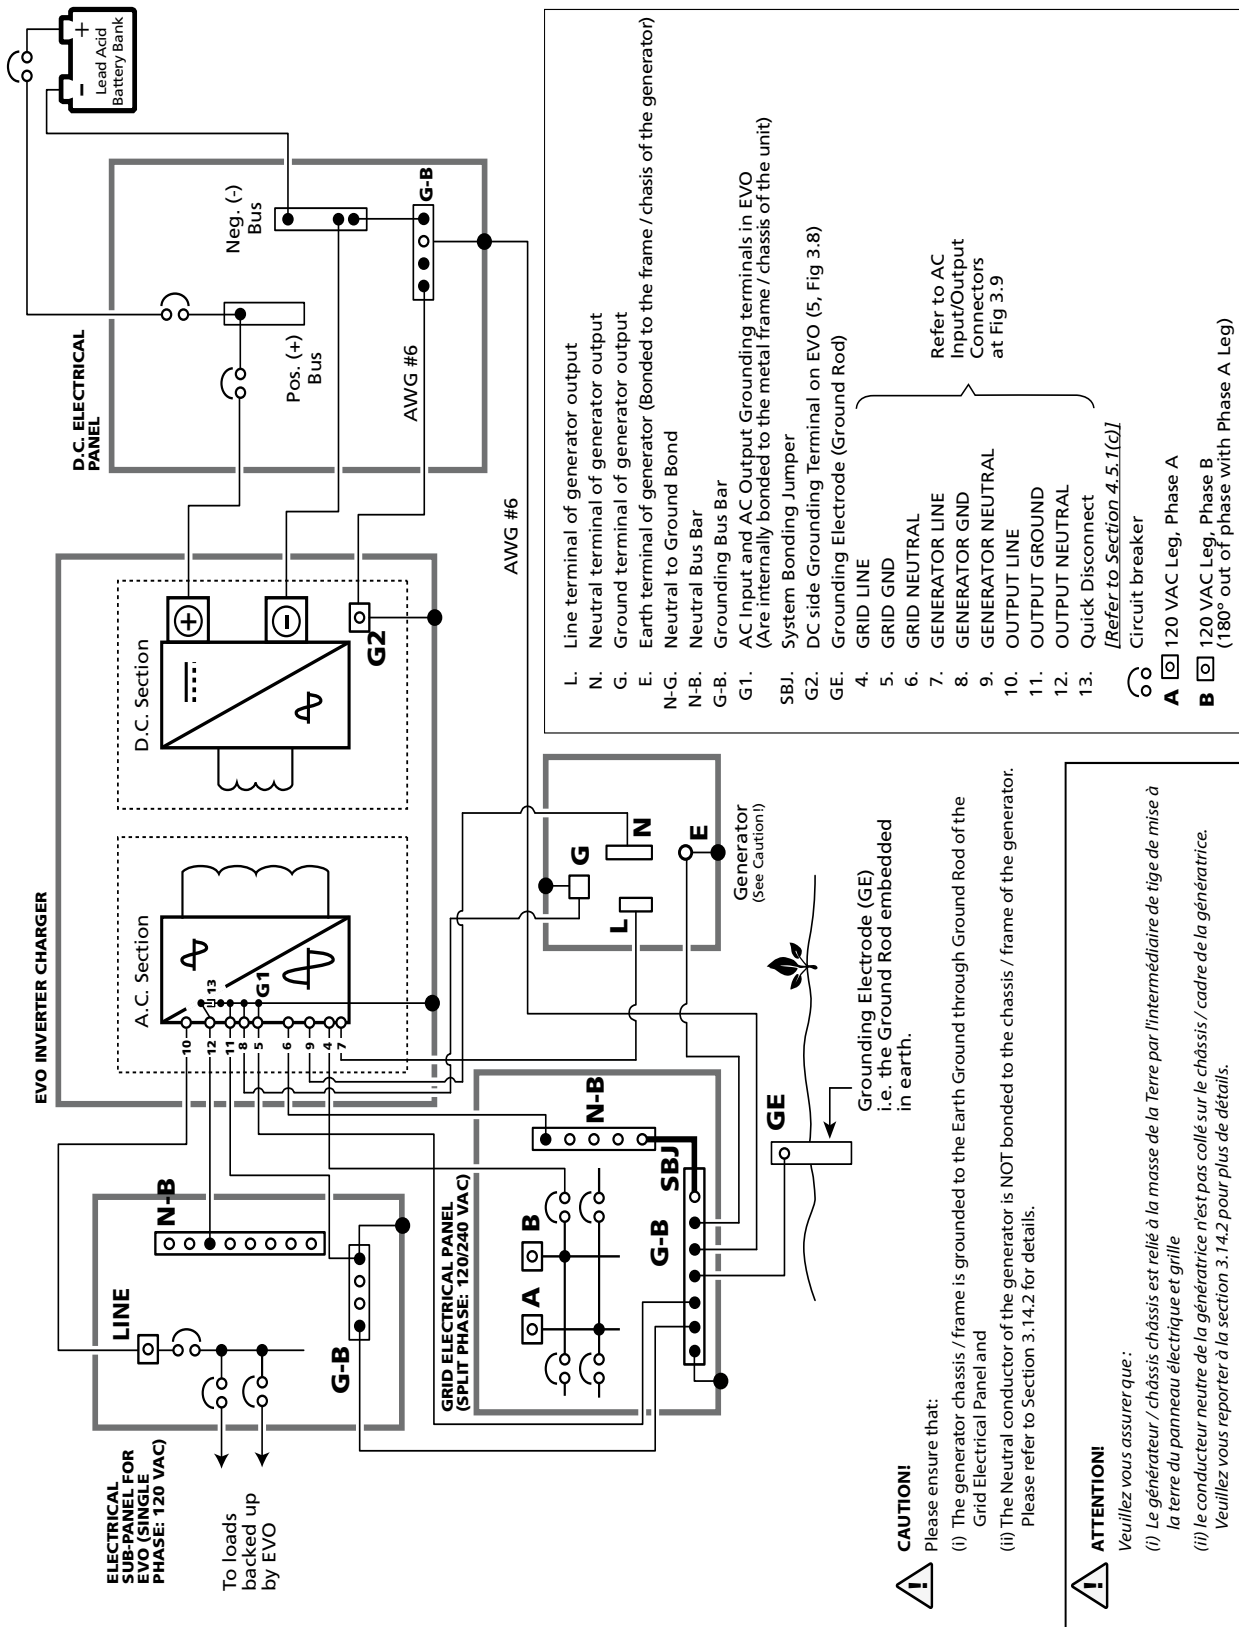 Lead Acid
Battery Bank
+
-
D.C. ELECTRICAL
PANEL
Neg. (-)
Bus
Pos. (+)
Bus
G-B
AWG #6
AWG #6
EVO INVERTER CHARGER
D.C. Section
+
-
G2
A.C. Section
13
G1
10
12
11
8
5
6
9
4
7
ELECTRICAL
SUB-PANEL FOR
EVO (SINGLE
PHASE: 120 VAC)
LINE
N-B
G-B
To loads
backed up
by EVO
GRID ELECTRICAL PANEL
(SPLIT PHASE: 120/240 VAC)
A
B
N-B
SBJ
G-B
G
N
L
E
Generator
(See Caution!)
GE
Grounding Electrode (GE)
i.e. the Ground Rod embedded
in earth.
L. Line terminal of generator output
N. Neutral terminal of generator output
G. Ground terminal of generator output
E. Earth terminal of generator (Bonded to the frame / chasis of the generator)
N-G. Neutral to Ground Bond
N-B. Neutral Bus Bar
G-B. Grounding Bus Bar
G1. AC Input and AC Output Grounding terminals in EVO
(Are internally bonded to the metal frame / chassis of the unit)
SBJ. System Bonding Jumper
G2. DC side Grounding Terminal on EVO (5, Fig 3.8)
GE. Grounding Electrode (Ground Rod)
4. GRID LINE
5. GRID GND
6. GRID NEUTRAL
7. GENERATOR LINE
8. GENERATOR GND
9. GENERATOR NEUTRAL
10. OUTPUT LINE
11. OUTPUT GROUND
12. OUTPUT NEUTRAL
13. Quick Disconnect
[Refer to Section 4.5.1(c)]
Refer to AC
Input/Output
Connectors
at Fig 3.9
Circuit breaker
A 120 VAC Leg, Phase A
B 120 VAC Leg, Phase B
(180° out of phase with Phase A Leg)
CAUTION!
Please ensure that:
(i) The generator chassis / frame is grounded to the Earth Ground through Ground Rod of the
Grid Electrical Panel and
(ii) The Neutral conductor of the generator is NOT bonded to the chassis / frame of the generator.
Please refer to Section 3.14.2 for details.
ATTENTION!
Veuillez vous assurer que :
(i) Le générateur / châssis châssis est relié à la masse de la Terre par l'intermédiaire de tige de mise à
la terre du panneau électrique et grille
(ii) le conducteur neutre de la génératrice n'est pas collé sur le châssis / cadre de la génératrice.
Veuillez vous reporter à la section 3.14.2 pour plus de détails.